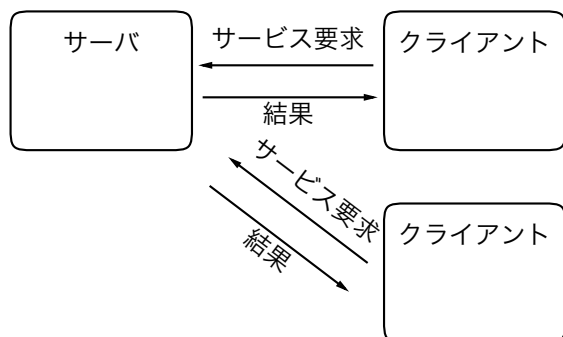 サーバ
サービス要求
クライアント
結果
サービス要求
クライアント
結果